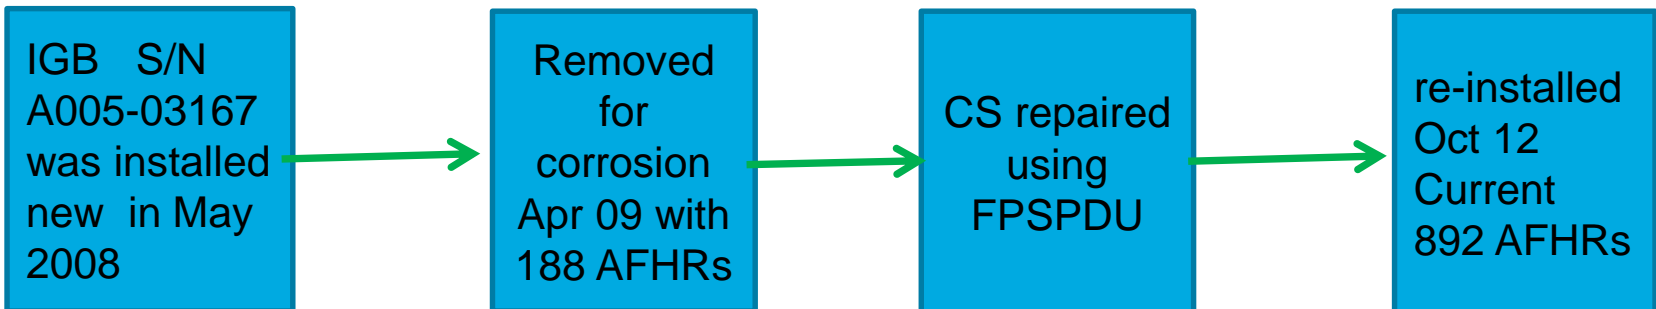 IGB   S/N
A005-03167
was installed
new  in May
2008
Removed
for
corrosion
Apr 09 with
188 AFHRs
CS repaired
using
FPSPDU
re-installed
Oct 12
Current
892 AFHRs